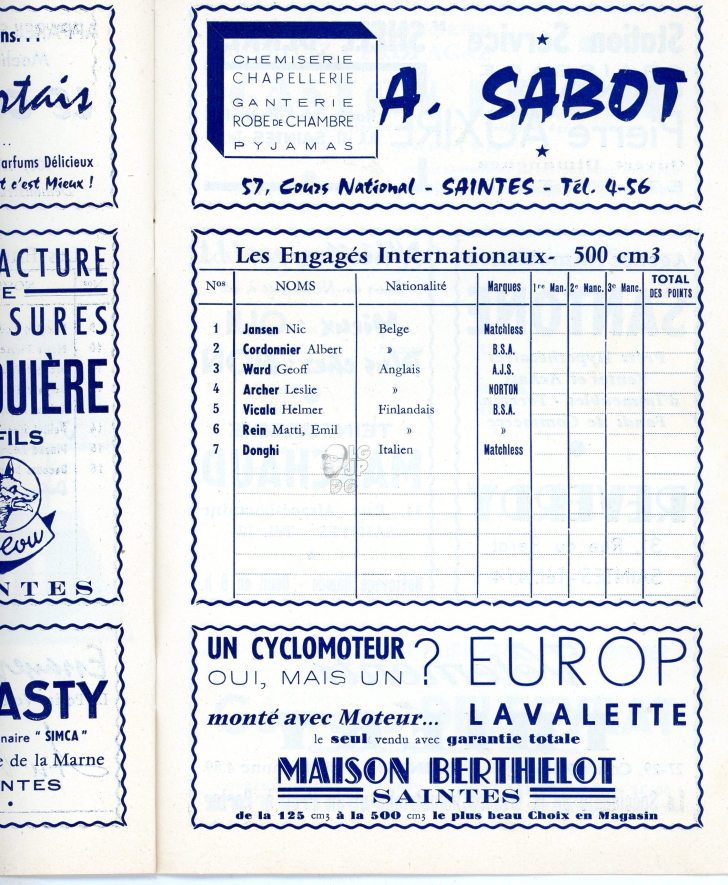 ns...
rtais
...
arfums Délicieux
t c'est Mieux !
ACTURE
E
SURES
OUIÈRE
FILS
Lou
NTES
ASTY
naire " SIMCA "
e de la Marne
NTES
CHEMISERIE
CHAPELLERIE
GANTERIE
ROBE de CHAMBRE
PYJAMAS
A. SABOT
57, Cours National - SAINTES - Tél. 4-56
Les Engagés Internationaux- 500 cm3
Nos NOMS Nationalité Marques 1re Man. 2e Manc. 3e Manc. TOTAL DES POINTS
1 Jansen Nic Belge Matchless
2 Cordonnier Albert » B.S.A.
3 Ward Geoff Anglais A.J.S.
4 Archer Leslie » NORTON
5 Vicala Helmer Finlandais B.S.A.
6 Rein Matti, Emil » »
7 Donghi Italien Matchless
UN CYCLOMOTEUR ? EUROP
OUI, MAIS UN
monté avec Moteur... LAVALETTE
le seul vendu avec garantie totale
MAISON BERTHELOT
SAINTES
de la 125 cm3 à la 500 cm3 le plus beau Choix en Magasin